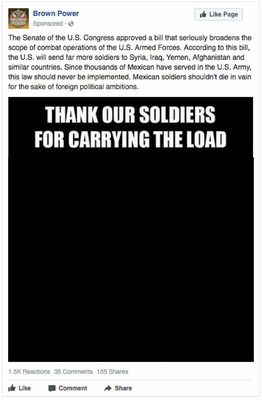 Brown Power
Sponsored ·
Like Page
The Senate of the U.S. Congress approved a bill that seriously broadens the
scope of combat operations of the U.S. Armed Forces. According to this bill,
the U.S. will send far more soldiers to Syria, Iraq, Yemen, Afghanistan and
similar countries. Since thousands of Mexican have served in the U.S. Army,
this law should never be implemented. Mexican soldiers shouldn't die in vain
for the sake of foreign political ambitions.
THANK OUR SOLDIERS
FOR CARRYING THE LOAD
1.5K Reactions 35 Comments 155 Shares
Like Comment Share